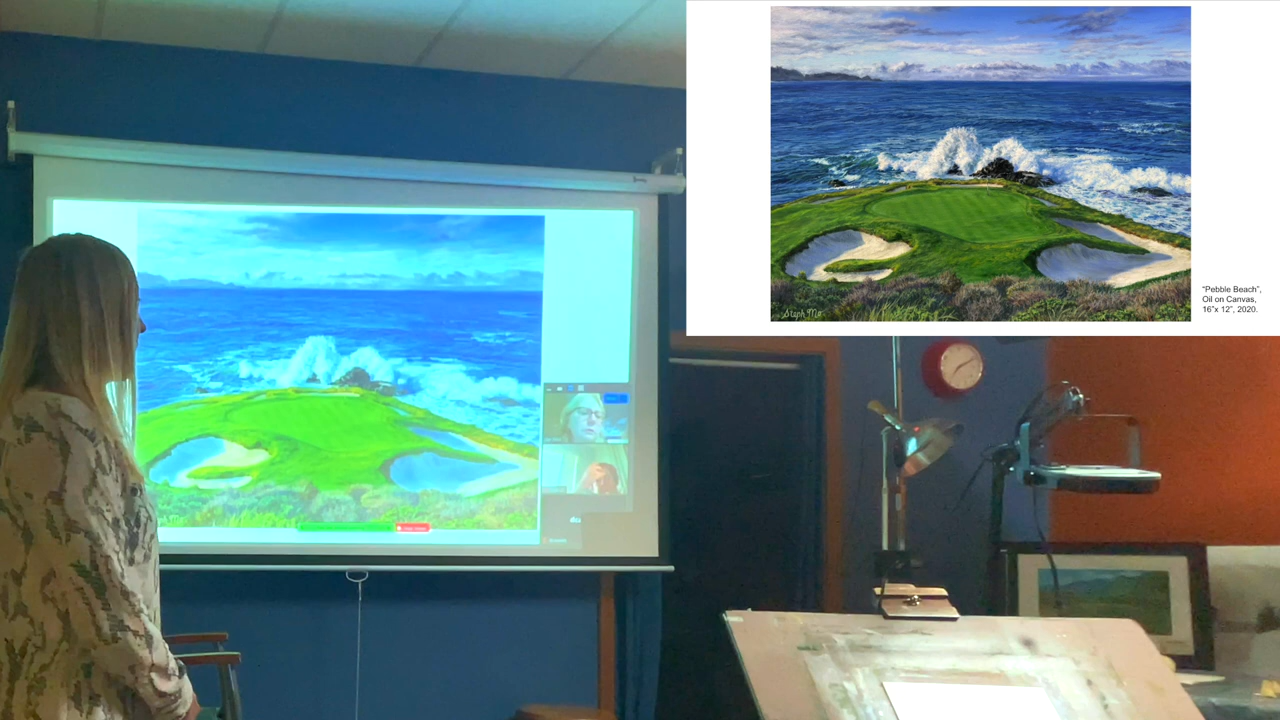 Steph Mc
"Pebble Beach",
Oil on Canvas,
16"x 12", 2020.